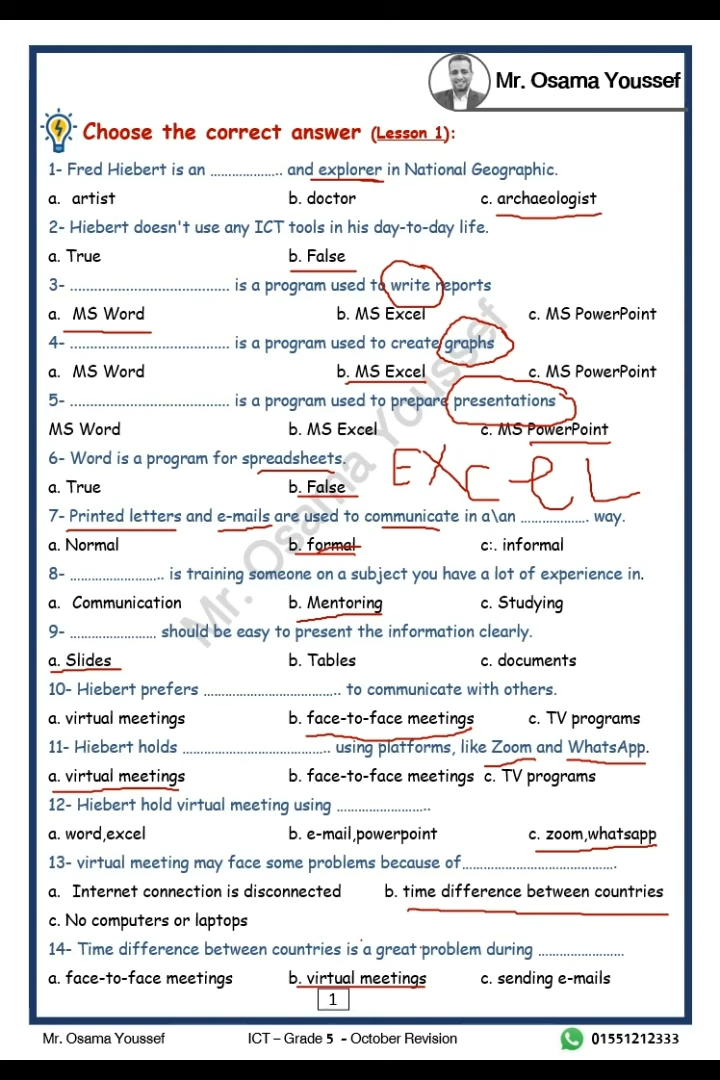 Mr. Osama Youssef
Choose the correct answer (Lesson 1):
1- Fred Hiebert is an ................... and explorer in National Geographic.
a. artist b. doctor c. archaeologist
2- Hiebert doesn't use any ICT tools in his day-to-day life.
a. True b. False
3- ..................................... is a program used to write reports
a. MS Word b. MS Excel c. MS PowerPoint
4- ..................................... is a program used to create graphs
a. MS Word b. MS Excel c. MS PowerPoint
5- ..................................... is a program used to prepare presentations
MS Word b. MS Excel c. MS PowerPoint
6- Word is a program for spreadsheets.
a. True b. False
EXCEL
7- Printed letters and e-mails are used to communicate in a\an .................. way.
a. Normal b. formal c:. informal
8- ........................ is training someone on a subject you have a lot of experience in.
a. Communication b. Mentoring c. Studying
9- ...................... should be easy to present the information clearly.
a. Slides b. Tables c. documents
10- Hiebert prefers ................................... to communicate with others.
a. virtual meetings b. face-to-face meetings c. TV programs
11- Hiebert holds ..................................... using platforms, like Zoom and WhatsApp.
a. virtual meetings b. face-to-face meetings c. TV programs
12- Hiebert hold virtual meeting using ........................
a. word,excel b. e-mail,powerpoint c. zoom,whatsapp
13- virtual meeting may face some problems because of.......................................
a. Internet connection is disconnected b. time difference between countries
c. No computers or laptops
14- Time difference between countries is a great problem during ......................
a. face-to-face meetings b. virtual meetings c. sending e-mails
1
Mr. Osama Youssef ICT – Grade 5 - October Revision 01551212333
Mr. Osama Youssef